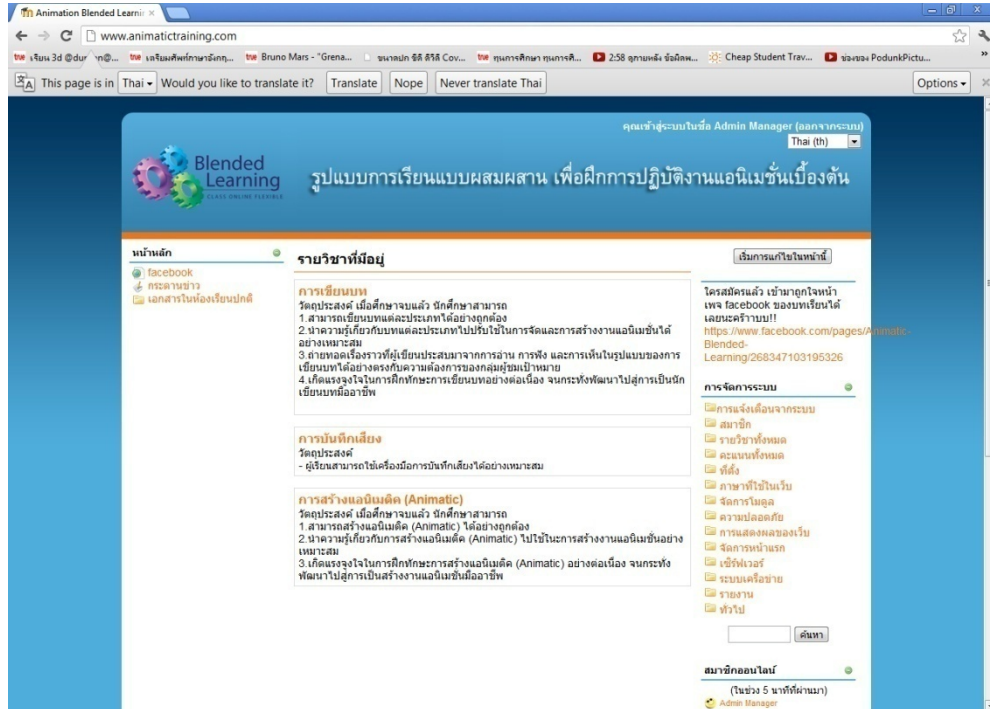 Animation Blended Learnin
www.animatictraining.com
Bruno Mars - "Grena...
Cheap Student Trav...
ช่องของ PodunkPictu...
This page is in Thai Would you like to translate it? Translate Nope Never translate Thai Options
คุณเข้าสู่ระบบในชื่อ Admin Manager (ออกจากระบบ)
Thai (th)
Blended
Learning
CLASS ONLINE FLEXIBLE
รูปแบบการเรียนแบบผสมผสาน เพื่อฝึกการปฏิบัติงานแอนิเมชั่นเบื้องต้น
หน้าหลัก
facebook
กระดานข่าว
เอกสารในห้องเรียนปกติ
รายวิชาที่มีอยู่
การเขียนบท
วัตถุประสงค์ เมื่อศึกษาจบแล้ว นักศึกษาสามารถ
1.สามารถเขียนบทแต่ละประเภทได้อย่างถูกต้อง
2.นำความรู้เกี่ยวกับบทแต่ละประเภทไปปรับใช้ในการจัดและการสร้างงานแอนิเมชั่นได้
อย่างเหมาะสม
3.ถ่ายทอดเรื่องราวที่ผู้เขียนประสบมาจากการอ่าน การฟัง และการเห็นในรูปแบบของการ
เขียนบทได้อย่างตรงกับความต้องการของกลุ่มผู้ชมเป้าหมาย
4.เกิดแรงจูงใจในการฝึกทักษะการเขียนบทอย่างต่อเนื่อง จนกระทั่งพัฒนาไปสู่การเป็นนัก
เขียนบทมืออาชีพ
การบันทึกเสียง
วัตถุประสงค์
- ผู้เรียนสามารถใช้เครื่องมือการบันทึกเสียงได้อย่างเหมาะสม
การสร้างแอนิเมติค (Animatic)
วัตถุประสงค์ เมื่อศึกษาจบแล้ว นักศึกษาสามารถ
1.สามารถสร้างแอนิเมติค (Animatic) ได้อย่างถูกต้อง
2.นำความรู้เกี่ยวกับการสร้างแอนิเมติค (Animatic) ไปใช้ในะการสร้างงานแอนิเมชั่นอย่าง
เหมาะสม
3.เกิดแรงจูงใจในการฝึกทักษะการสร้างแอนิเมติค (Animatic) อย่างต่อเนื่อง จนกระทั่ง
พัฒนาไปสู่การเป็นสร้างงานแอนิเมชั่นมืออาชีพ
เริ่มการแก้ไขในหน้านี้
ใครสมัครแล้ว เข้ามาถูกใจหน้า
เพจ facebook ของบทเรียนได้
เลยนะคร๊าบบ!!
https://www.facebook.com/pages/Animatic-
Blended-
Learning/268347103195326
การจัดการระบบ
การแจ้งเตือนจากระบบ
สมาชิก
รายวิชาทั้งหมด
คะแนนทั้งหมด
ที่ตั้ง
ภาษาที่ใช้ในเว็บ
จัดการโมดูล
ความปลอดภัย
การแสดงผลของเว็บ
จัดการหน้าแรก
เซิร์ฟเวอร์
ระบบเครือข่าย
รายงาน
ทั่วไป
ค้นหา
สมาชิกออนไลน์
(ในช่วง 5 นาทีที่ผ่านมา)
Admin Manager